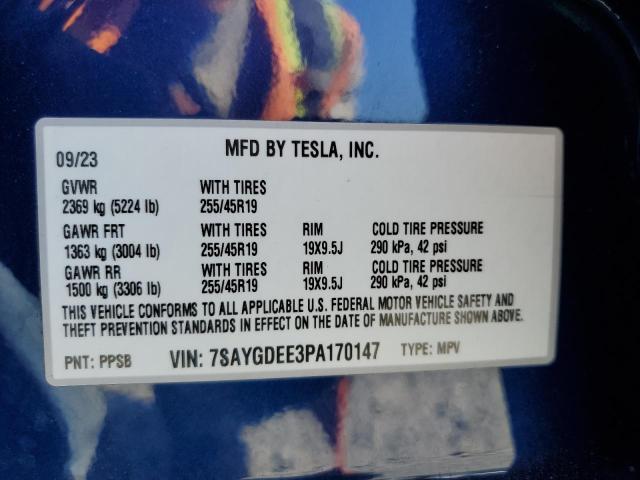 09/23 MFD BY TESLA, INC.
GVWR WITH TIRES
2369 kg (5224 lb) 255/45R19
GAWR FRT WITH TIRES RIM COLD TIRE PRESSURE
1363 kg (3004 lb) 255/45R19 19X9.5J 290 kPa, 42 psi
GAWR RR WITH TIRES RIM COLD TIRE PRESSURE
1500 kg (3306 lb) 255/45R19 19X9.5J 290 kPa, 42 psi
THIS VEHICLE CONFORMS TO ALL APPLICABLE U.S. FEDERAL MOTOR VEHICLE SAFETY AND
THEFT PREVENTION STANDARDS IN EFFECT ON THE DATE OF MANUFACTURE SHOWN ABOVE.
PNT: PPSB VIN: 7SAYGDEE3PA170147 TYPE: MPV